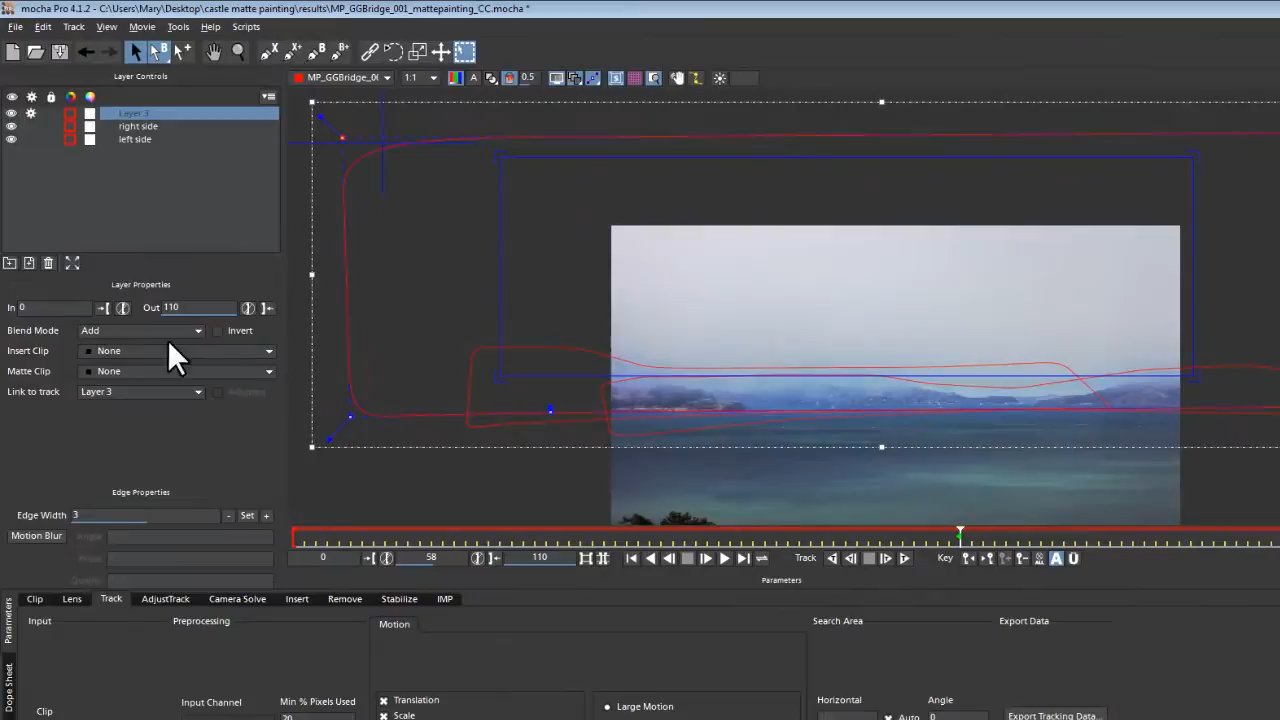 mocha Pro 4.1.2 - C:\Users\Mary\Desktop\castle matte painting\results\MP_GGBridge_001_mattepainting_CC.mocha *
File Edit Track View Movie Tools Help Scripts
Layer Controls
MP_GGBridge_0( 1:1 A 0.5
Layer 3
right side
left side
Layer Properties
In 0 Out 110
Blend Mode Add Invert
Insert Clip None
Matte Clip None
Link to track Layer 3
Edge Properties
Edge Width 3 - Set +
Motion Blur Angle
Phase
Quality
0 58 110 Track Key ALL A Ü
Parameters
Clip Lens Track AdjustTrack Camera Solve Insert Remove Stabilize IMP
Parameters
Dope Sheet
Input Preprocessing Motion Search Area Export Data
Input Channel Min % Pixels Used
Clip 20
Translation
Scale
Large Motion
Horizontal Angle
Auto 0
Export Tracking Data...